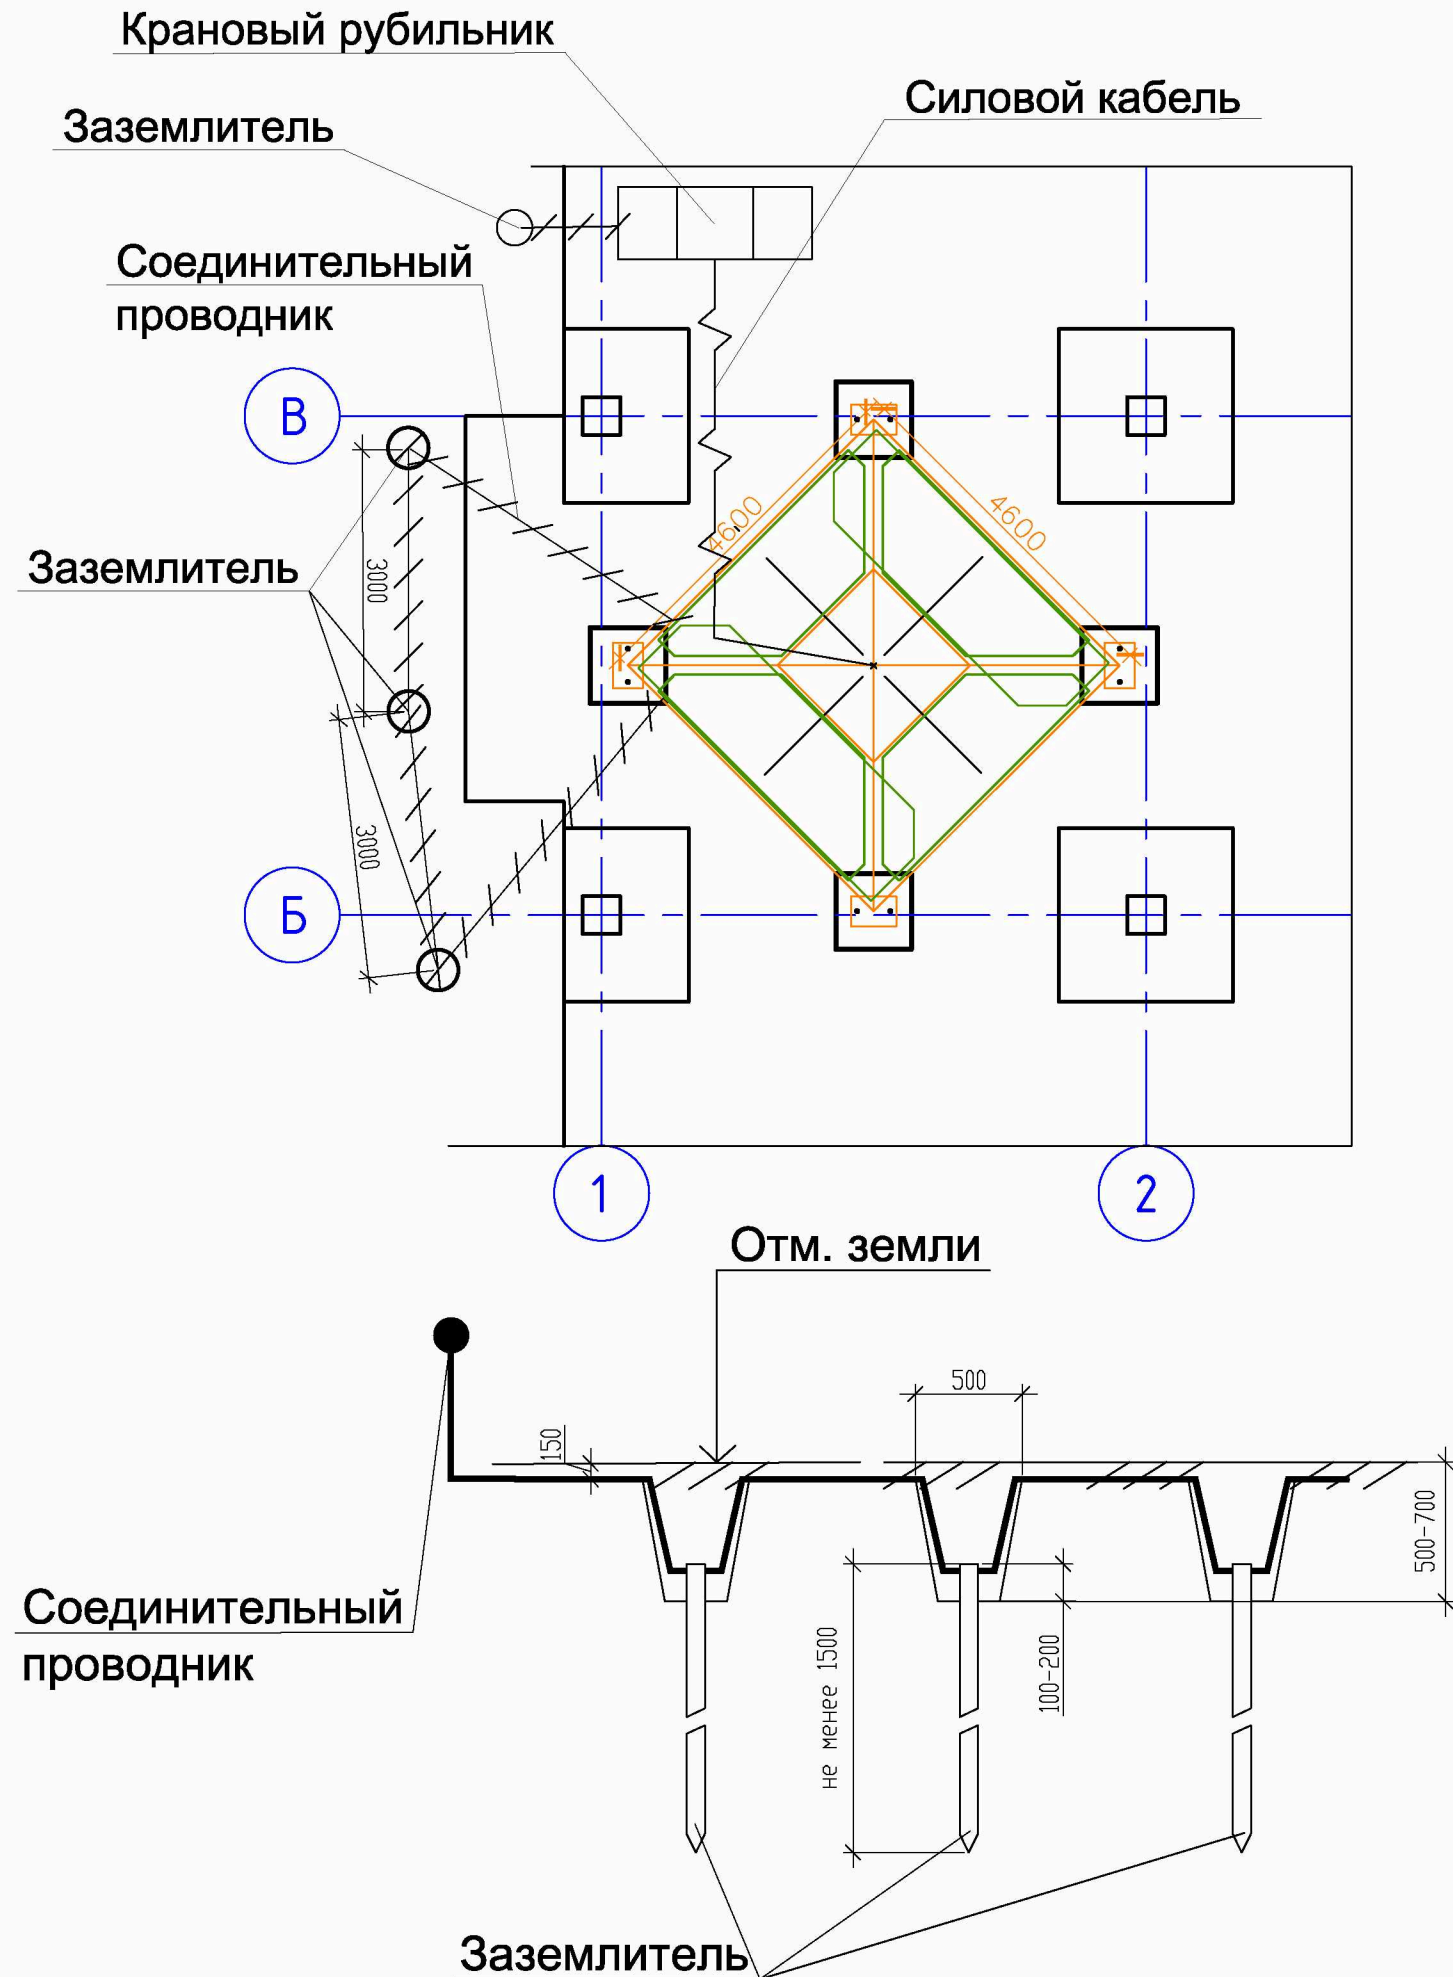 Крановый рубильник
Силовой кабель
Заземлитель
Соединительный
проводник
В
4600
4600
Заземлитель
3000
3000
Б
1
2
Отм. земли
500
150
500-700
Соединительный
проводник
не менее 1500
100-200
Заземлитель